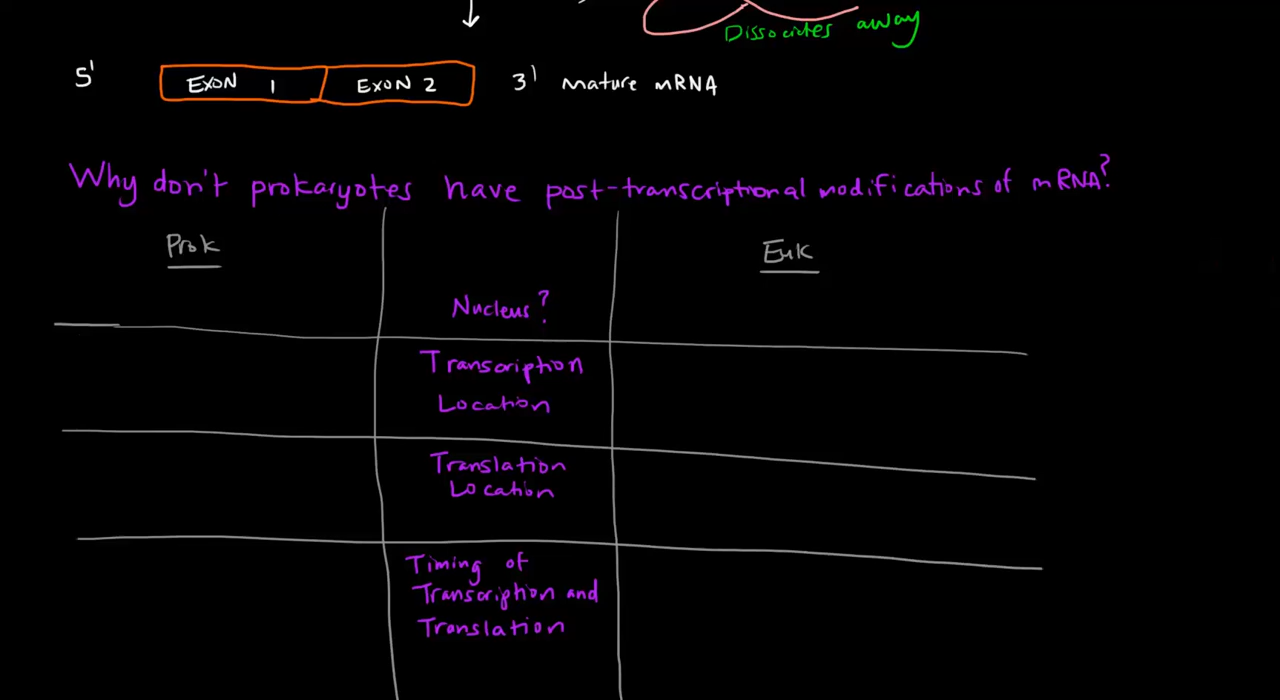 Dissociates away
5' EXON 1 EXON 2 3' mature mRNA
Why don't prokaryotes have post-transcriptional modifications of mRNA?
Prok Euk
Nucleus?
Transcription
Location
Translation
Location
Timing of
Transcription and
Translation